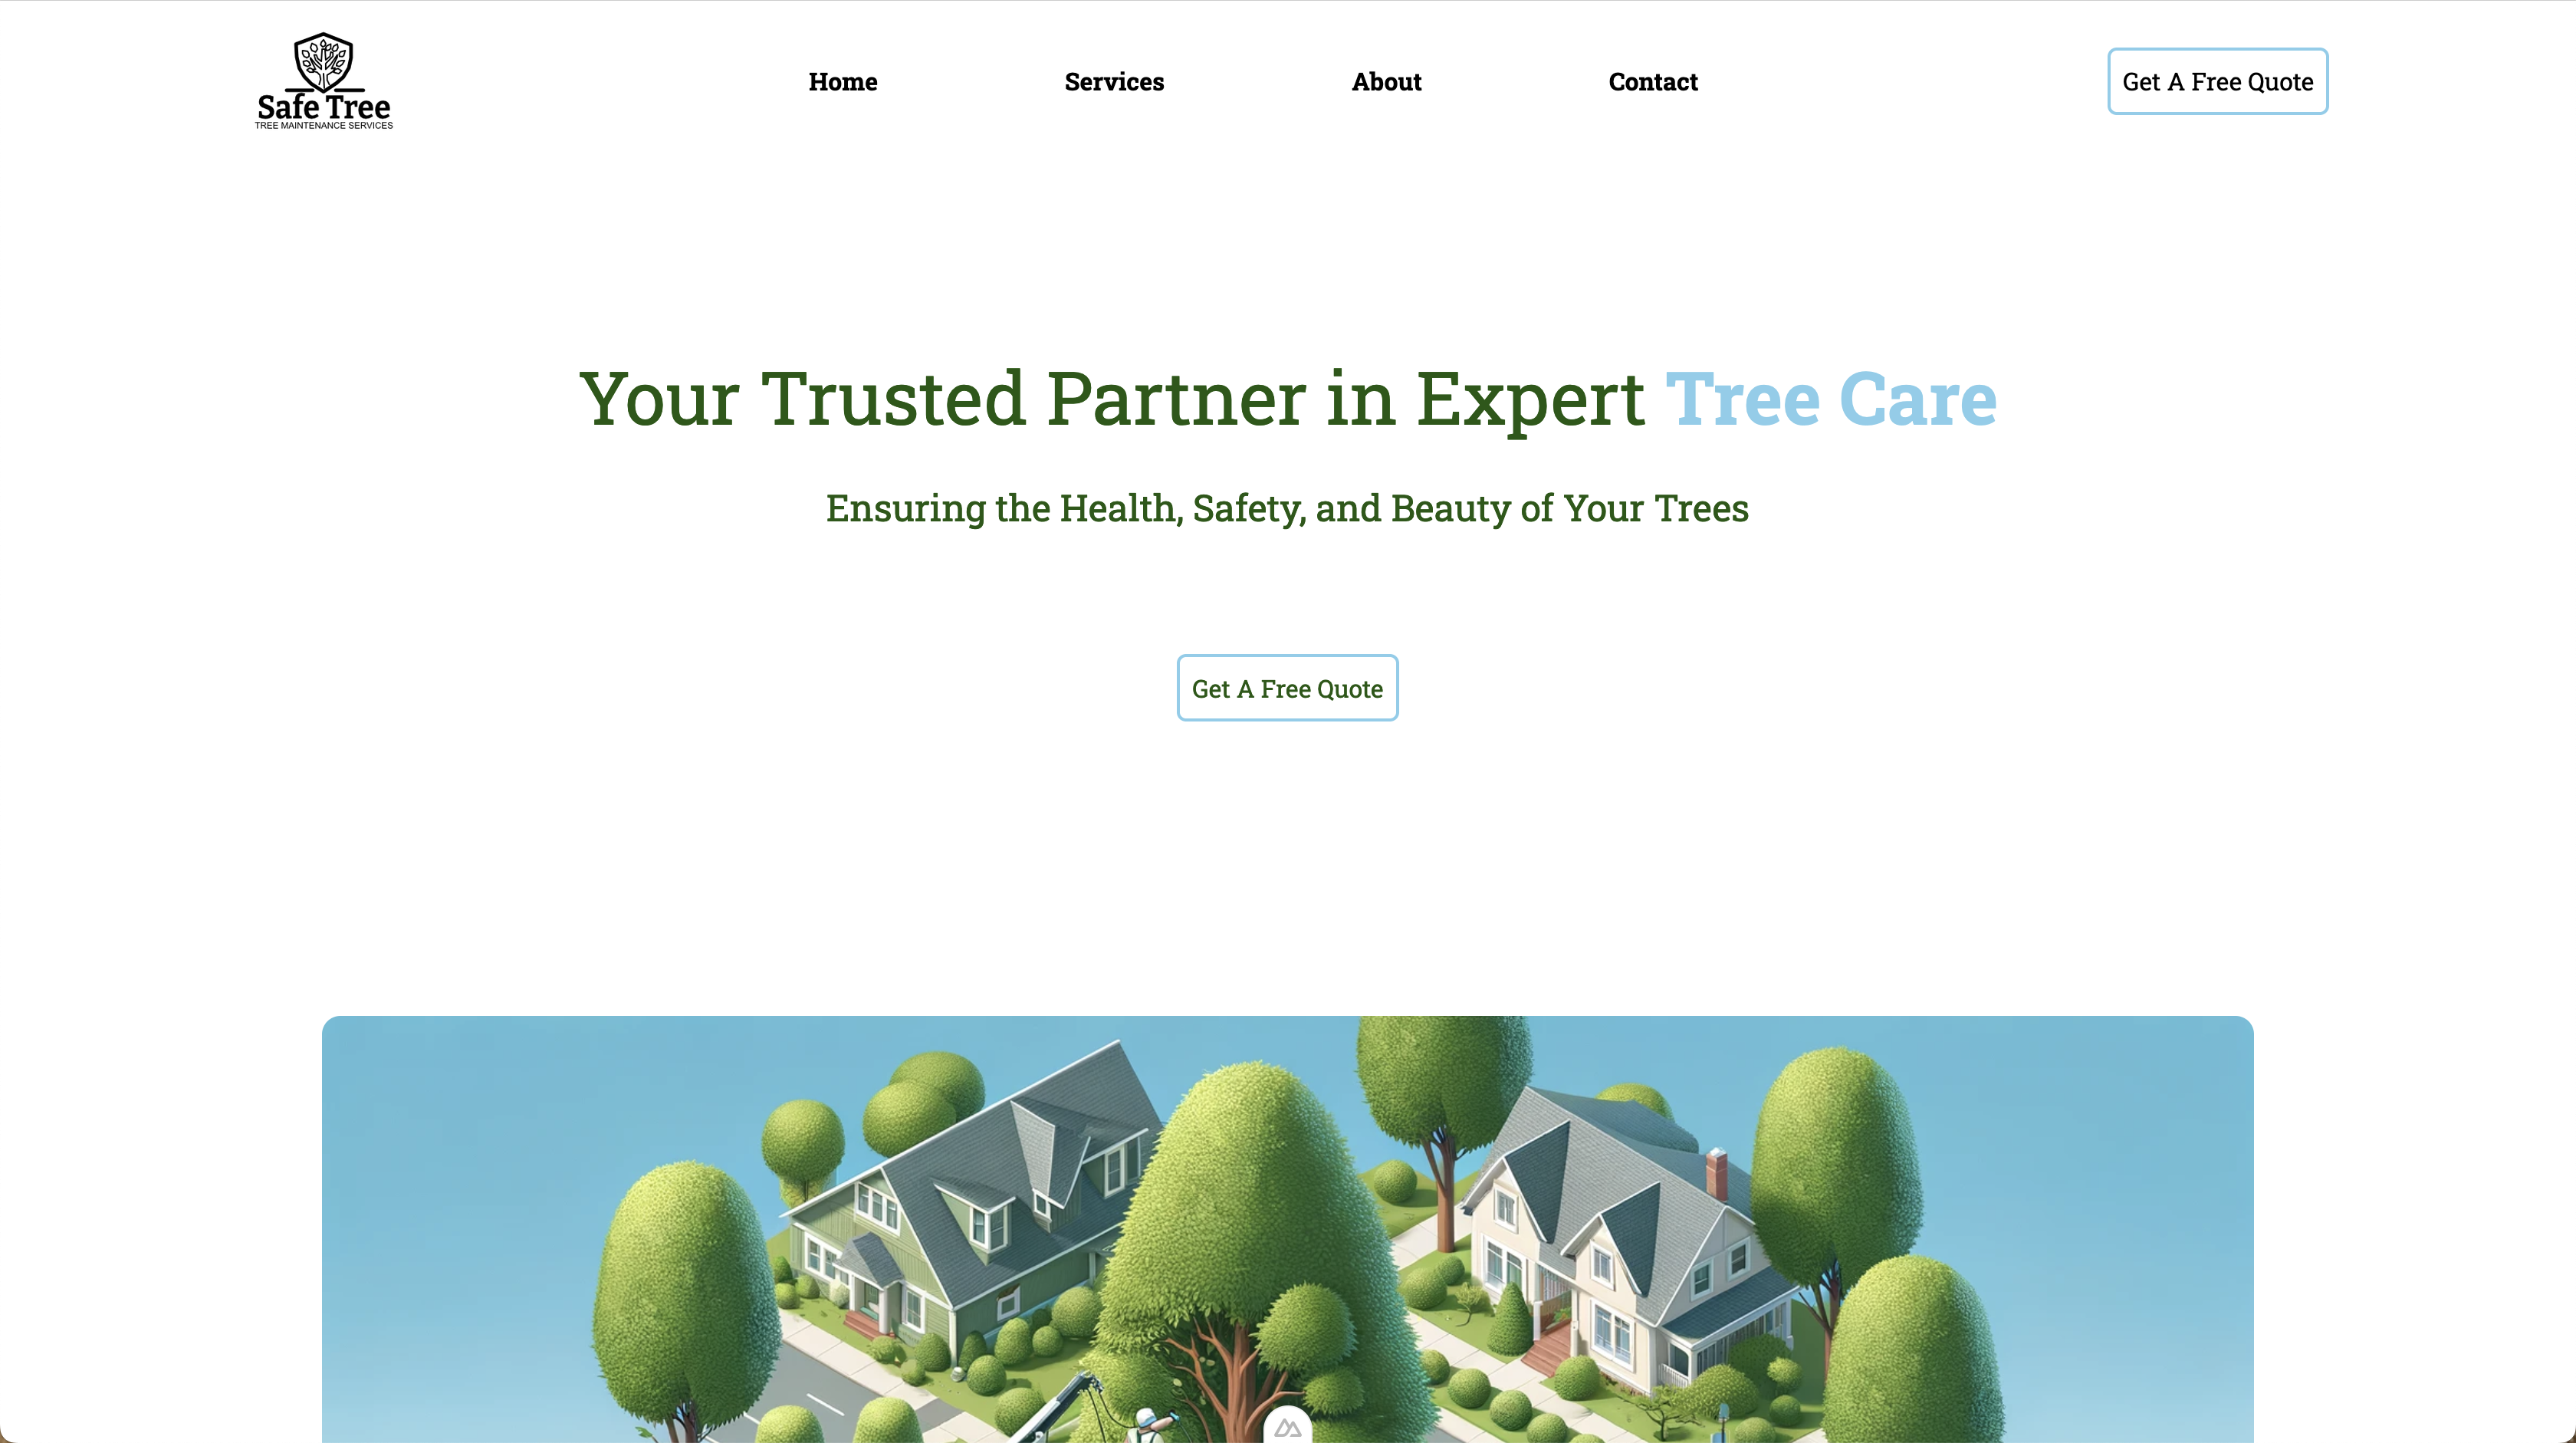 Safe Tree
TREE MAINTENANCE SERVICES
Home
Services
About
Contact
Get A Free Quote
Your Trusted Partner in Expert Tree Care
Ensuring the Health, Safety, and Beauty of Your Trees
Get A Free Quote